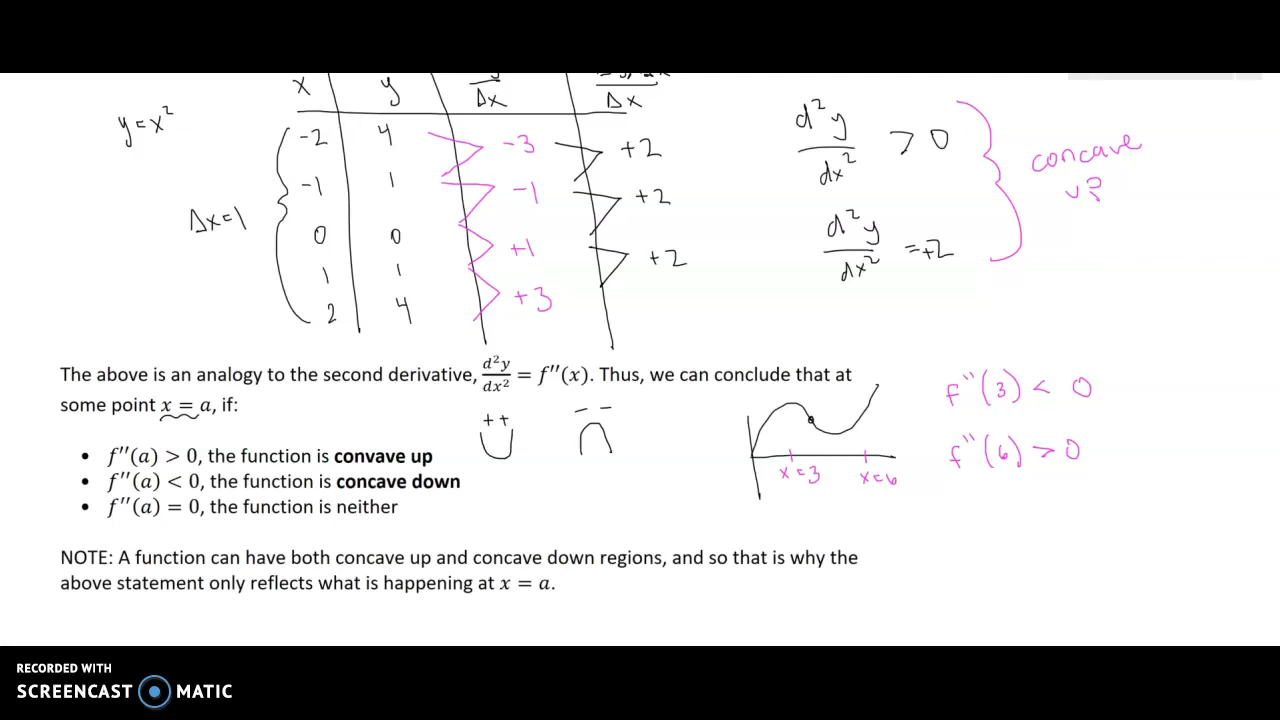 x y y/Δx Δx
y = x²
-2 4 -3 +2
-1 1 -1 +2
Δx=1
0 0 +1 +2
1 1 +3
2 4
d²y/dx² > 0
d²y/dx² = +2
concave
up
The above is an analogy to the second derivative, d²y/dx² = f''(x). Thus, we can conclude that at
some point x = a, if:
++ − −
• f''(a) > 0, the function is convave up
• f''(a) < 0, the function is concave down
• f''(a) = 0, the function is neither
x=3 x=6
f''(3) < 0
f''(6) > 0
NOTE: A function can have both concave up and concave down regions, and so that is why the
above statement only reflects what is happening at x = a.
RECORDED WITH
SCREENCAST MATIC